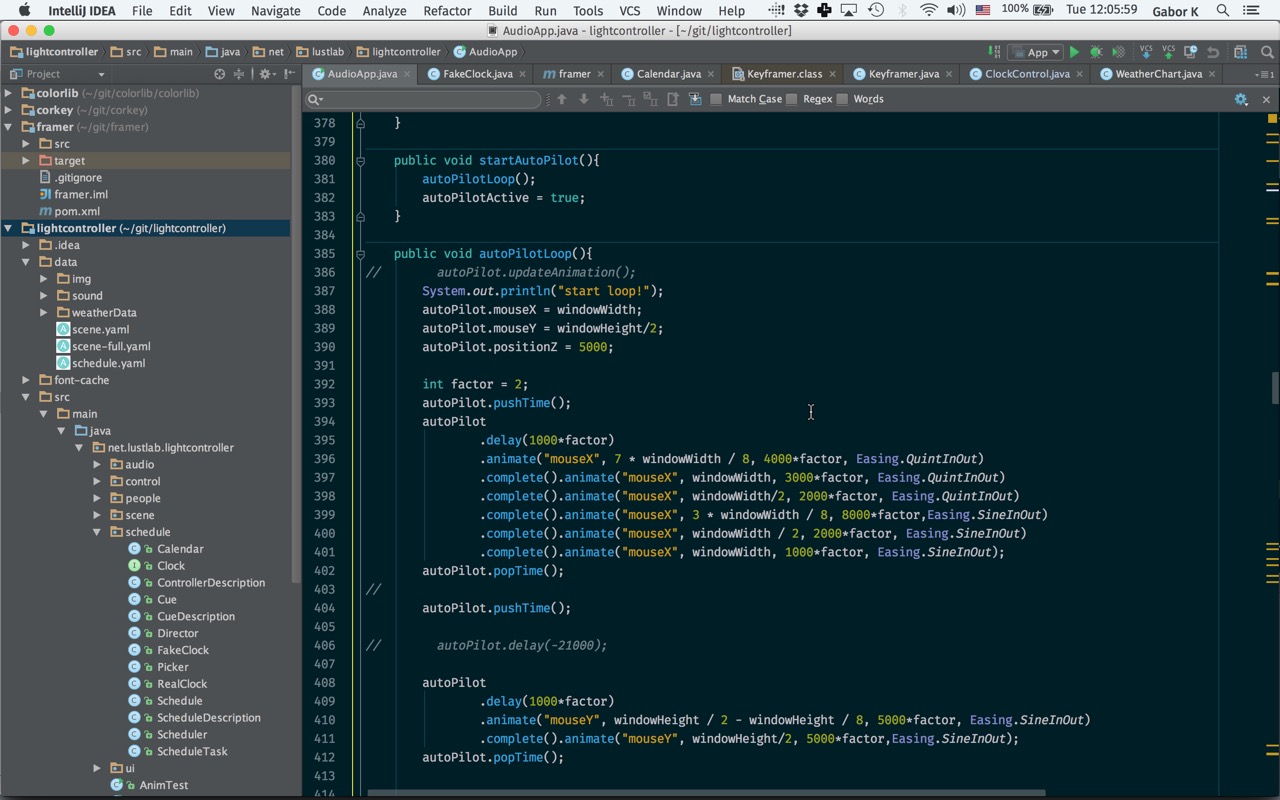 IntelliJ IDEA File Edit View Navigate Code Analyze Refactor Build Run Tools VCS Window Help 100% Tue 12:05:59 Gabor K
AudioApp.java - lightcontroller - [~/git/lightcontroller]
lightcontroller src main java net lustlab lightcontroller AudioApp App VCS VCS
Project AudioApp.java FakeClock.java framer Calendar.java Keyframer.class Keyframer.java ClockControl.java WeatherChart.java
Match Case Regex Words
colorlib (~/git/colorlib/colorlib)
corkey (~/git/corkey)
framer (~/git/framer)
src
target
.gitignore
framer.iml
pom.xml
lightcontroller (~/git/lightcontroller)
.idea
data
img
sound
weatherData
scene.yaml
scene-full.yaml
schedule.yaml
font-cache
src
main
java
net.lustlab.lightcontroller
audio
control
people
scene
schedule
Calendar
Clock
ControllerDescription
Cue
CueDescription
Director
FakeClock
Picker
RealClock
Schedule
ScheduleDescription
Scheduler
ScheduleTask
ui
AnimTest
378 }
379
380 public void startAutoPilot(){
381 autoPilotLoop();
382 autoPilotActive = true;
383 }
384
385 public void autoPilotLoop(){
386 // autoPilot.updateAnimation();
387 System.out.println("start loop!");
388 autoPilot.mouseX = windowWidth;
389 autoPilot.mouseY = windowHeight/2;
390 autoPilot.positionZ = 5000;
391
392 int factor = 2;
393 autoPilot.pushTime();
394 autoPilot
395 .delay(1000*factor)
396 .animate("mouseX", 7 * windowWidth / 8, 4000*factor, Easing.QuintInOut)
397 .complete().animate("mouseX", windowWidth, 3000*factor, Easing.QuintInOut)
398 .complete().animate("mouseX", windowWidth/2, 2000*factor, Easing.QuintInOut)
399 .complete().animate("mouseX", 3 * windowWidth / 8, 8000*factor,Easing.SineInOut)
400 .complete().animate("mouseX", windowWidth / 2, 2000*factor, Easing.SineInOut)
401 .complete().animate("mouseX", windowWidth, 1000*factor, Easing.SineInOut);
402 autoPilot.popTime();
403 //
404 autoPilot.pushTime();
405
406 // autoPilot.delay(-21000);
407
408 autoPilot
409 .delay(1000*factor)
410 .animate("mouseY", windowHeight / 2 - windowHeight / 8, 5000*factor, Easing.SineInOut)
411 .complete().animate("mouseY", windowHeight/2, 5000*factor,Easing.SineInOut);
412 autoPilot.popTime();
413
414